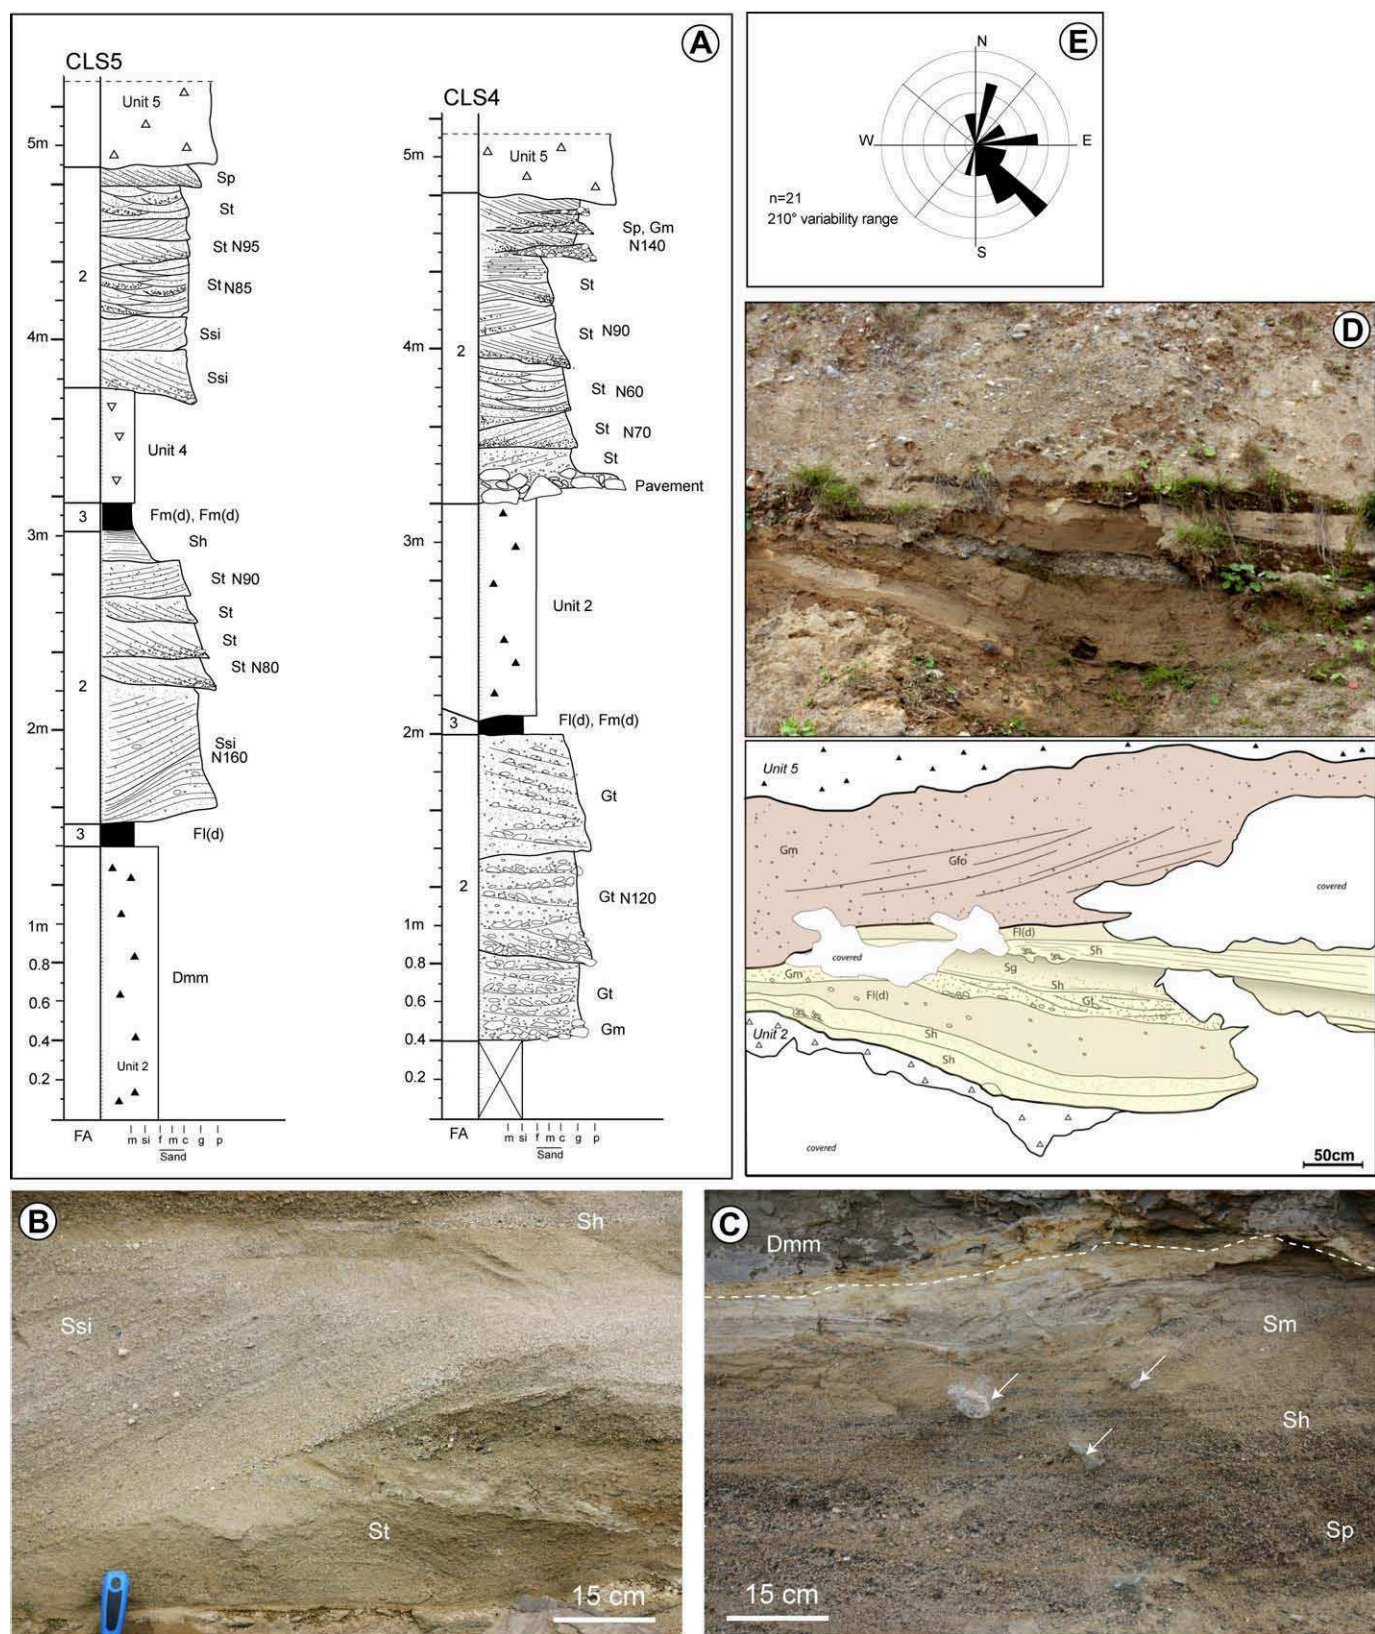 A
CLS5
Unit 5
5m
Sp
St
St N95
St N85
2
4m
Ssi
Ssi
Unit 4
3
Fm(d), Fm(d)
3m
Sh
St N90
St
St
St N80
2
2m
Ssi
N160
3
Fl(d)
1m
0.8
Dmm
0.6
0.4
Unit 2
0.2
FA
m si f m c g p
Sand
CLS4
5m
Unit 5
Sp, Gm
N140
St
St N90
4m
2
St N60
St N70
St
Pavement
3m
Unit 2
3
Fl(d), Fm(d)
2m
Gt
2
Gt N120
1m
0.8
Gt
0.6
Gm
0.4
0.2
FA
m si f m c g p
Sand
E
N
W
E
S
n=21
210° variability range
D
Unit 5
Gm
Gfo
covered
Fl(d)
Sh
covered
Sg
Gm
Sh
Fl(d)
Gt
Unit 2
Sh
Sh
covered
50cm
B
Sh
Ssi
St
15 cm
C
Dmm
Sm
Sh
Sp
15 cm